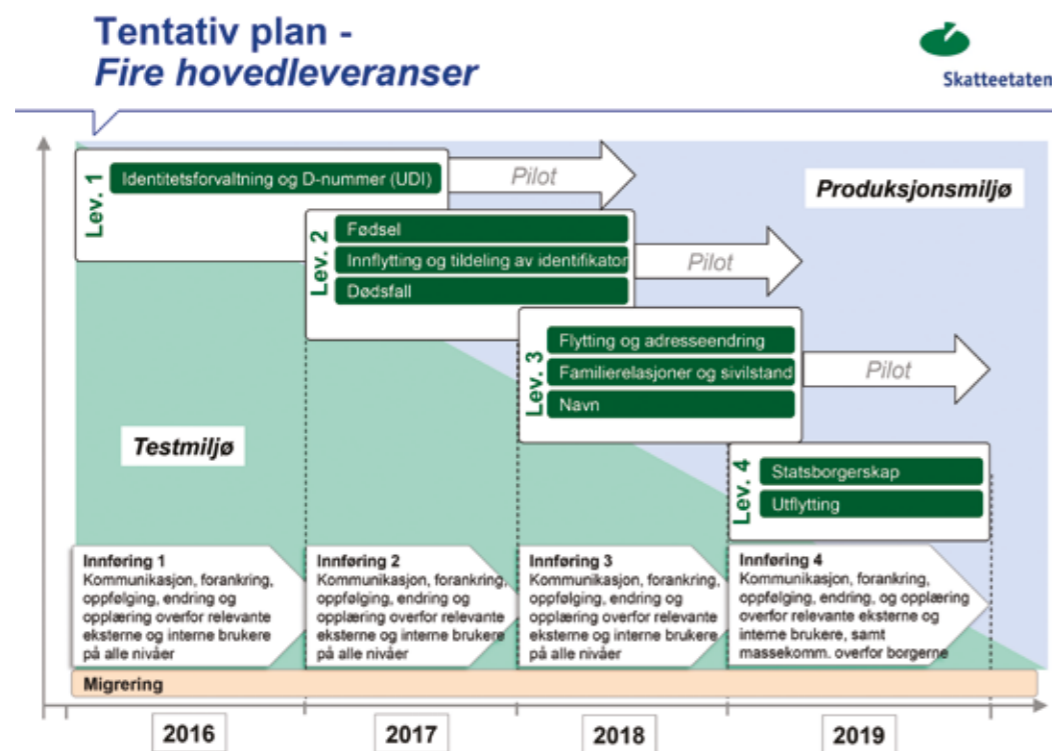 Tentativ plan -
Fire hovedleveranser
Skatteetaten
Lev. 1
Identitetsforvaltning og D-nummer (UDI)
Pilot
Produksjonsmiljø
Lev. 2
Fødsel
Innflytting og tildeling av identifikator
Dødsfall
Pilot
Lev. 3
Flytting og adresseendring
Familierelasjoner og sivilstand
Navn
Pilot
Testmiljø
Lev. 4
Statsborgerskap
Utflytting
Innføring 1
Kommunikasjon, forankring,
oppfølging, endring og
opplæring overfor relevante
eksterne og interne brukere
på alle nivåer
Innføring 2
Kommunikasjon, forankring,
oppfølging, endring og
opplæring overfor relevante
eksterne og interne brukere
på alle nivåer
Innføring 3
Kommunikasjon, forankring,
oppfølging, endring og
opplæring overfor relevante
eksterne og interne brukere
på alle nivåer
Innføring 4
Kommunikasjon, forankring,
oppfølging, endring, og opplæring
overfor relevante eksterne og
interne brukere, samt
massekomm. overfor borgerne
Migrering
2016
2017
2018
2019